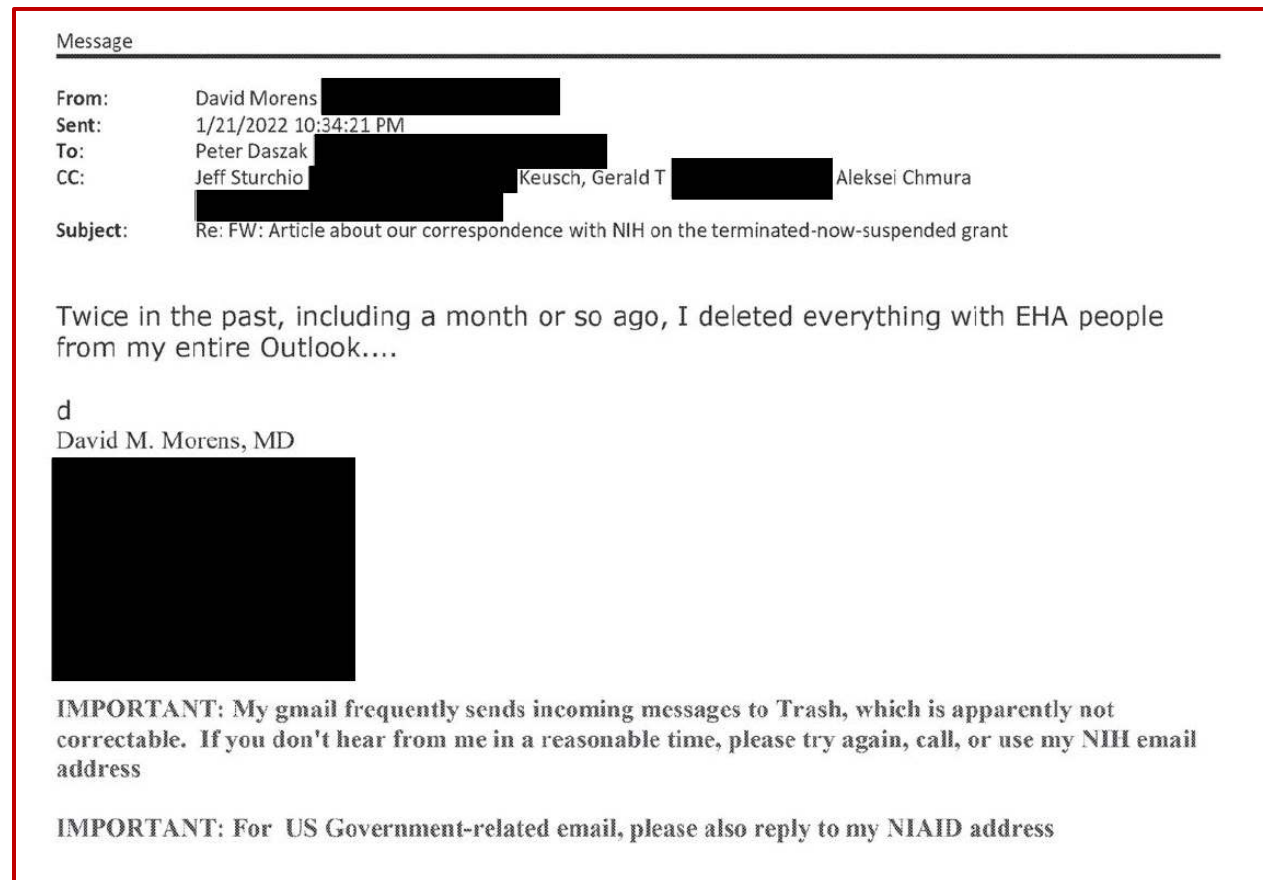 Message
From: David Morens
Sent: 1/21/2022 10:34:21 PM
To: Peter Daszak
CC: Jeff Sturchio Keusch, Gerald T Aleksei Chmura
Subject: Re: FW: Article about our correspondence with NIH on the terminated-now-suspended grant
Twice in the past, including a month or so ago, I deleted everything with EHA people
from my entire Outlook....
d
David M. Morens, MD
IMPORTANT: My gmail frequently sends incoming messages to Trash, which is apparently not
correctable.  If you don't hear from me in a reasonable time, please try again, call, or use my NIH email
address
IMPORTANT: For  US Government-related email, please also reply to my NIAID address